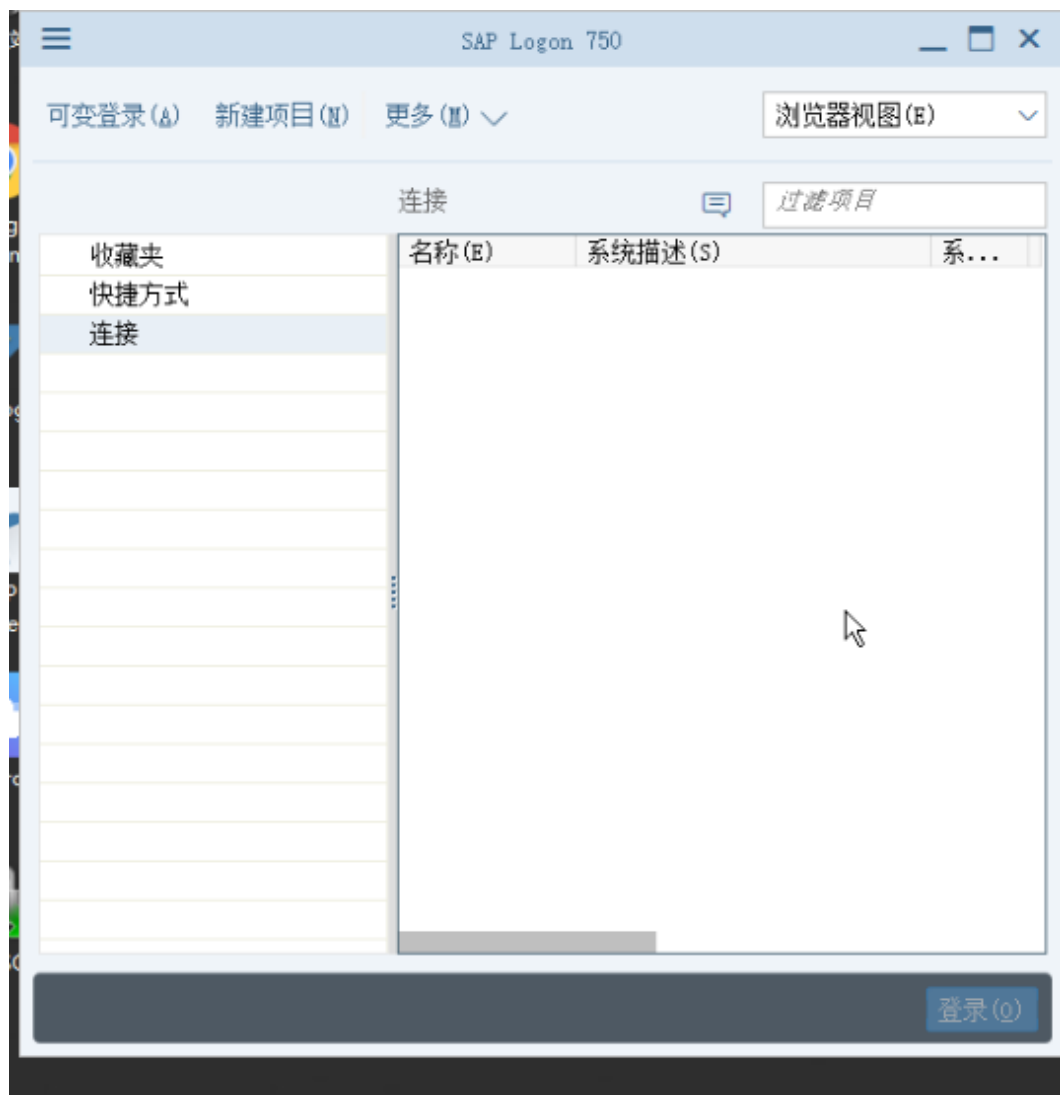 SAP Logon 750
可变登录(A) 新建项目(N) 更多(M) 浏览器视图(E)
连接 过滤项目
收藏夹 名称(E) 系统描述(S) 系...
快捷方式
连接
登录(O)